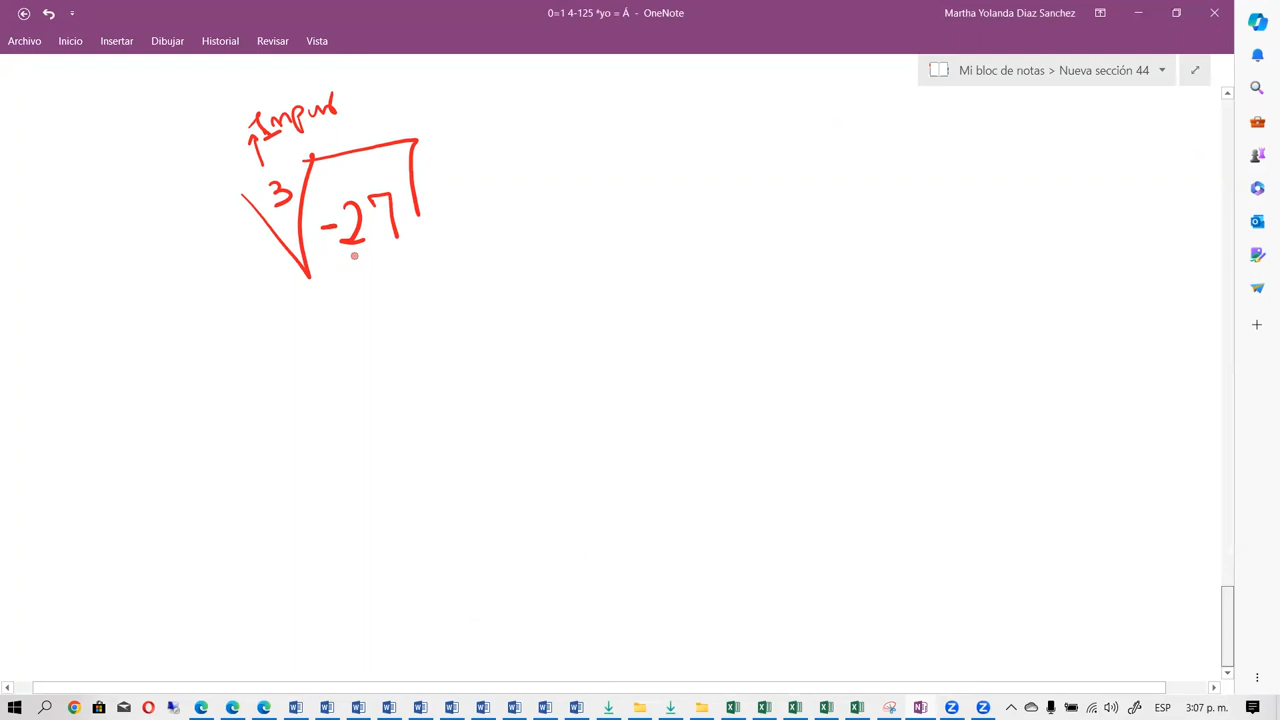 0=1 4-125 *yo = Á - OneNote
Martha Yolanda Diaz Sanchez
Archivo Inicio Insertar Dibujar Historial Revisar Vista
Mi bloc de notas > Nueva sección 44
Impar
3
-27
ESP 3:07 p. m.